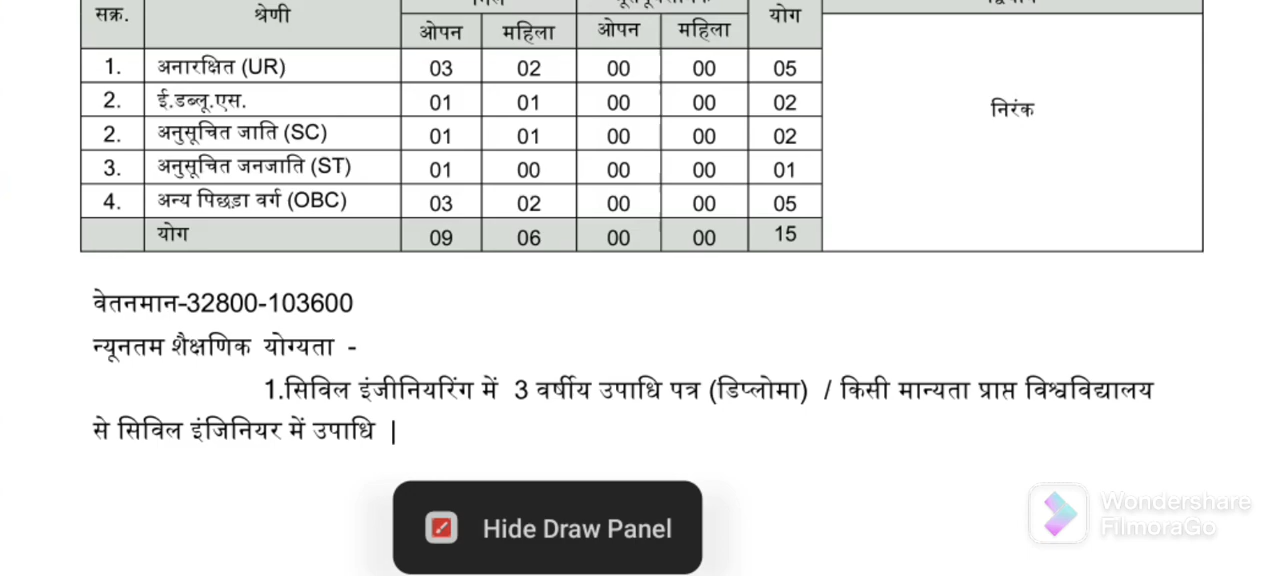 सक्र. श्रेणी योग
ओपन महिला ओपन महिला
1. अनारक्षित (UR) 03 02 00 00 05
2. ई.डब्लू.एस. 01 01 00 00 02
निरंक
2. अनुसूचित जाति (SC) 01 01 00 00 02
3. अनुसूचित जनजाति (ST) 01 00 00 00 01
4. अन्य पिछड़ा वर्ग (OBC) 03 02 00 00 05
योग 09 06 00 00 15
वेतनमान-32800-103600
न्यूनतम शैक्षणिक योग्यता -
1.सिविल इंजीनियरिंग में 3 वर्षीय उपाधि पत्र (डिप्लोमा) / किसी मान्यता प्राप्त विश्वविद्यालय
से सिविल इंजिनियर में उपाधि |
Hide Draw Panel
Wondershare
FilmoraGo